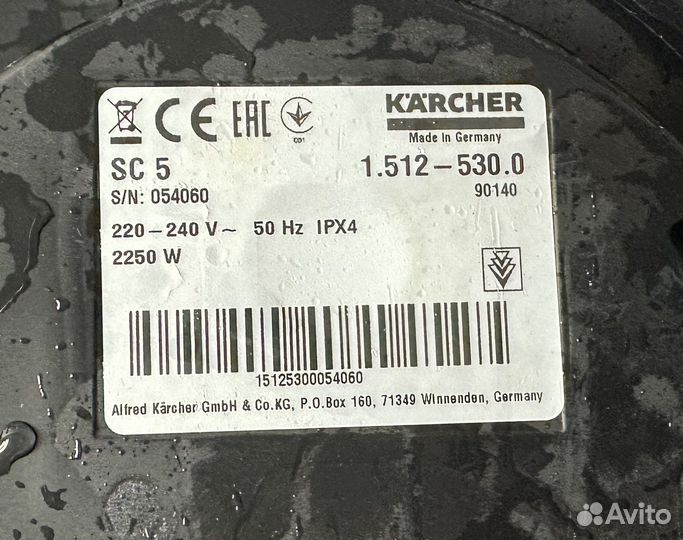 CE EAC 001 KÄRCHER
Made in Germany
SC 5 1.512-530.0
S/N: 054060 90140
220-240 V~ 50 Hz IPX4
2250 W
15125300054060
Alfred Kärcher GmbH & Co.KG, P.O.Box 160, 71349 Winnenden, Germany
Avito